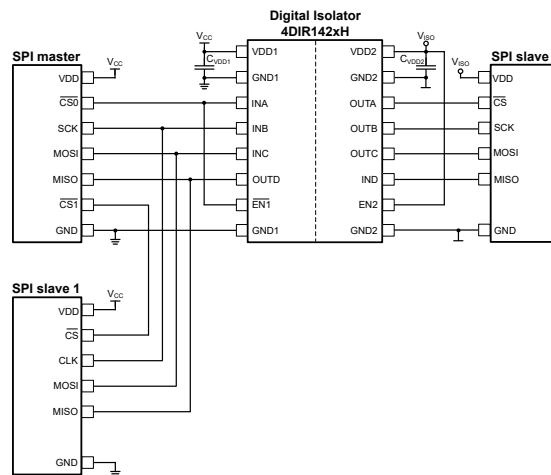 Digital Isolator
4DIR142xH
SPI master
VCC
VDD
CS0
SCK
MOSI
MISO
CS1
GND
VCC
CVDD1
VDD1
GND1
INA
INB
INC
OUTD
EN1
GND1
VISO
CVDD2
VDD2
GND2
OUTA
OUTB
OUTC
IND
EN2
GND2
SPI slave
VISO
VDD
CS
SCK
MOSI
MISO
GND
SPI slave 1
VCC
VDD
CS
CLK
MOSI
MISO
GND